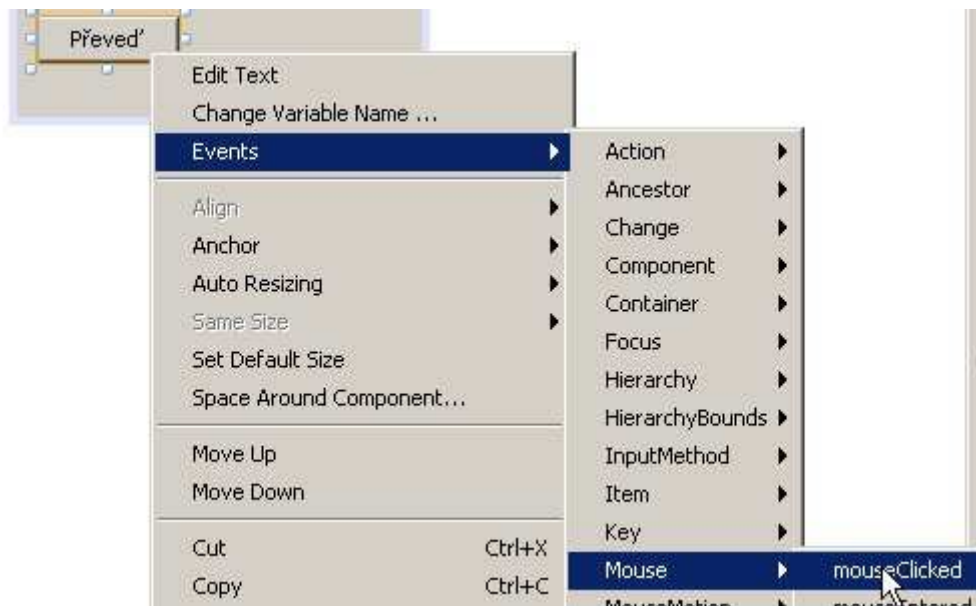 Převeď
Edit Text
Change Variable Name ...
Events
Align
Anchor
Auto Resizing
Same Size
Set Default Size
Space Around Component...
Move Up
Move Down
Cut Ctrl+X
Copy Ctrl+C
Action
Ancestor
Change
Component
Container
Focus
Hierarchy
HierarchyBounds
InputMethod
Item
Key
Mouse
MouseMotion
mouseClicked
mouseEntered